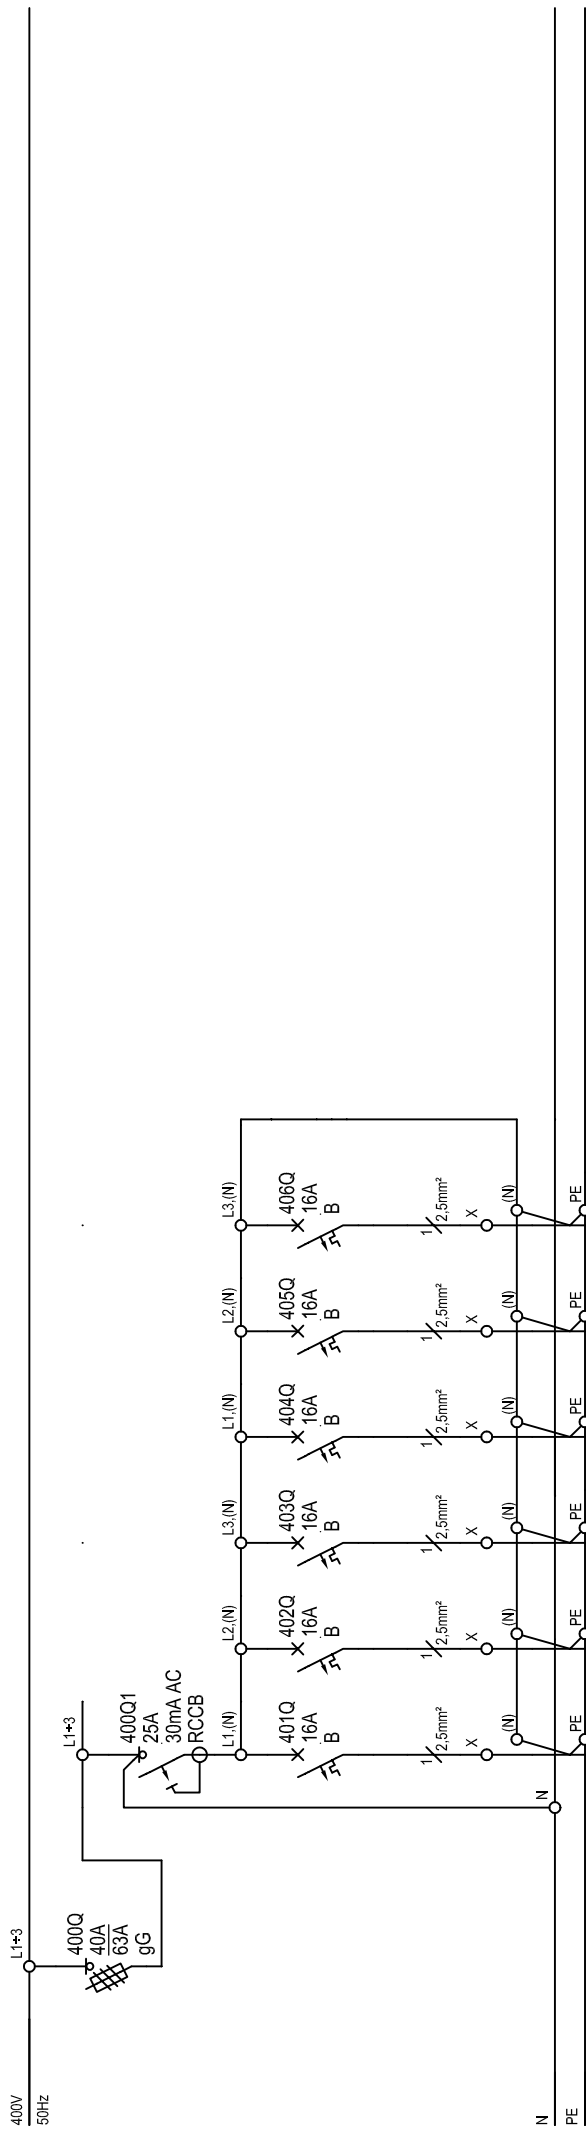 400V
50Hz
L1÷3
400Q
40A
63A
gG
L1÷3
400Q1
25A
30mA AC
RCCB
L1,(N)
L2,(N)
L3,(N)
L1,(N)
L2,(N)
L3,(N)
401Q
16A
B
402Q
16A
B
403Q
16A
B
404Q
16A
B
405Q
16A
B
406Q
16A
B
1
2,5mm²
1
2,5mm²
1
2,5mm²
1
2,5mm²
1
2,5mm²
1
2,5mm²
X
X
X
X
X
X
(N)
(N)
(N)
(N)
(N)
(N)
N
N
PE
PE
PE
PE
PE
PE
PE